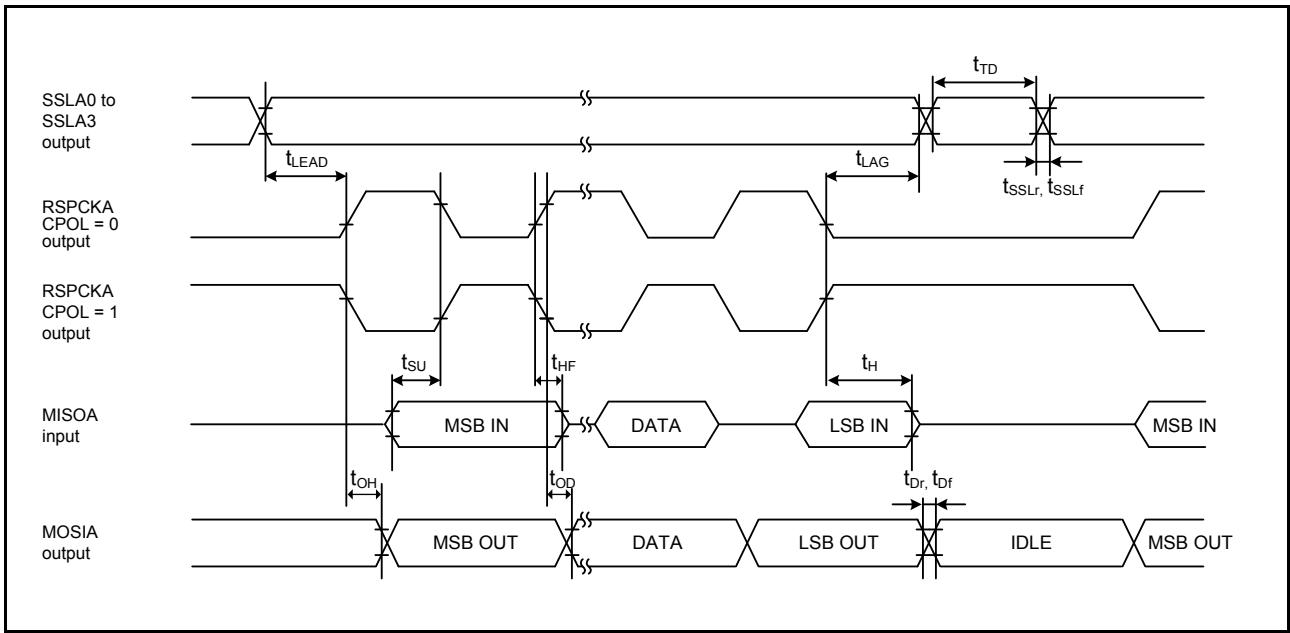 tTD
SSLA0 to
SSLA3
output
tLEAD
tLAG
tSSLr, tSSLf
RSPCKA
CPOL = 0
output
RSPCKA
CPOL = 1
output
tSU
tHF
tH
MISOA
input
MSB IN
DATA
LSB IN
MSB IN
tOH
tOD
tDr, tDf
MOSIA
output
MSB OUT
DATA
LSB OUT
IDLE
MSB OUT